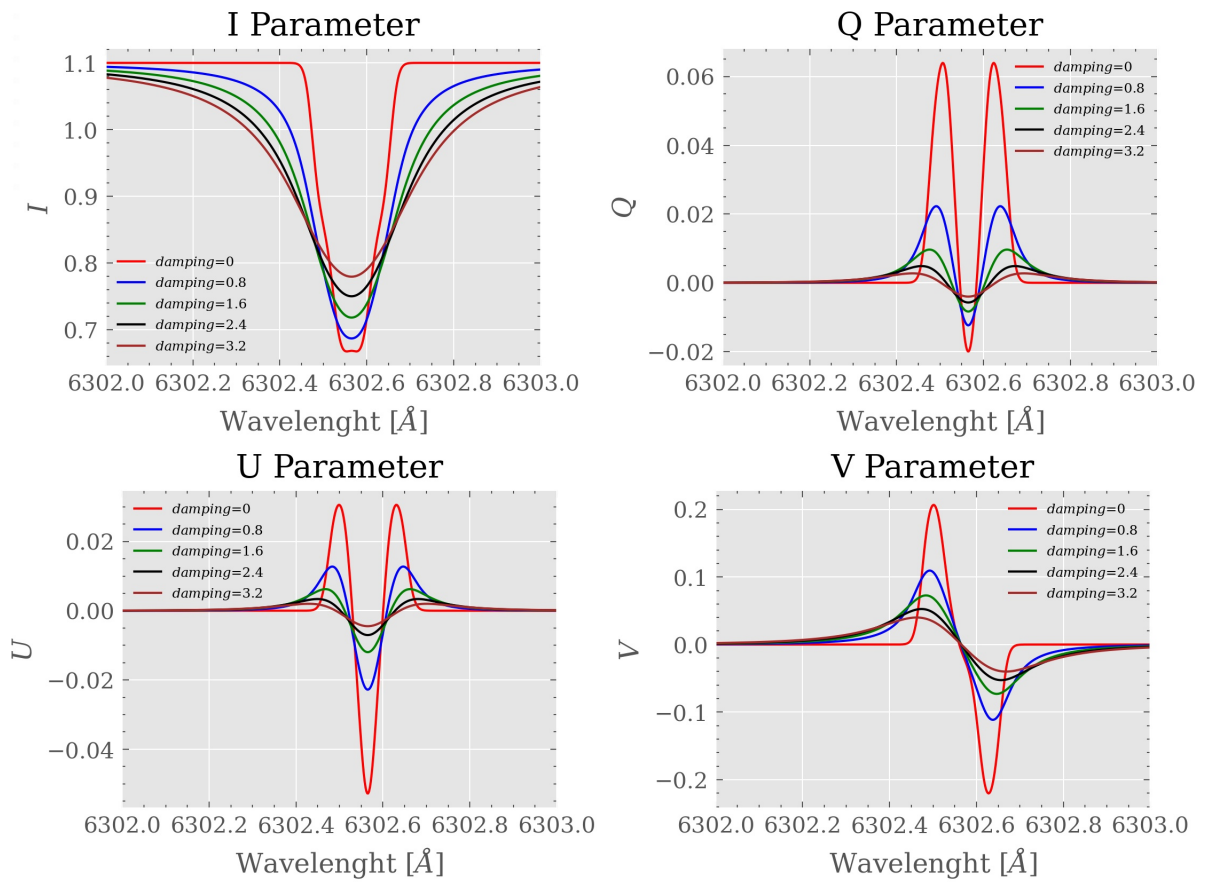 I Parameter
1.1
1.0
0.9
0.8
0.7
I
damping=0
damping=0.8
damping=1.6
damping=2.4
damping=3.2
6302.0 6302.2 6302.4 6302.6 6302.8 6303.0
Wavelenght [Å]
Q Parameter
0.06
0.04
0.02
0.00
−0.02
Q
damping=0
damping=0.8
damping=1.6
damping=2.4
damping=3.2
6302.0 6302.2 6302.4 6302.6 6302.8 6303.0
Wavelenght [Å]
U Parameter
0.02
0.00
−0.02
−0.04
U
damping=0
damping=0.8
damping=1.6
damping=2.4
damping=3.2
6302.0 6302.2 6302.4 6302.6 6302.8 6303.0
Wavelenght [Å]
V Parameter
0.2
0.1
0.0
−0.1
−0.2
V
damping=0
damping=0.8
damping=1.6
damping=2.4
damping=3.2
6302.0 6302.2 6302.4 6302.6 6302.8 6303.0
Wavelenght [Å]